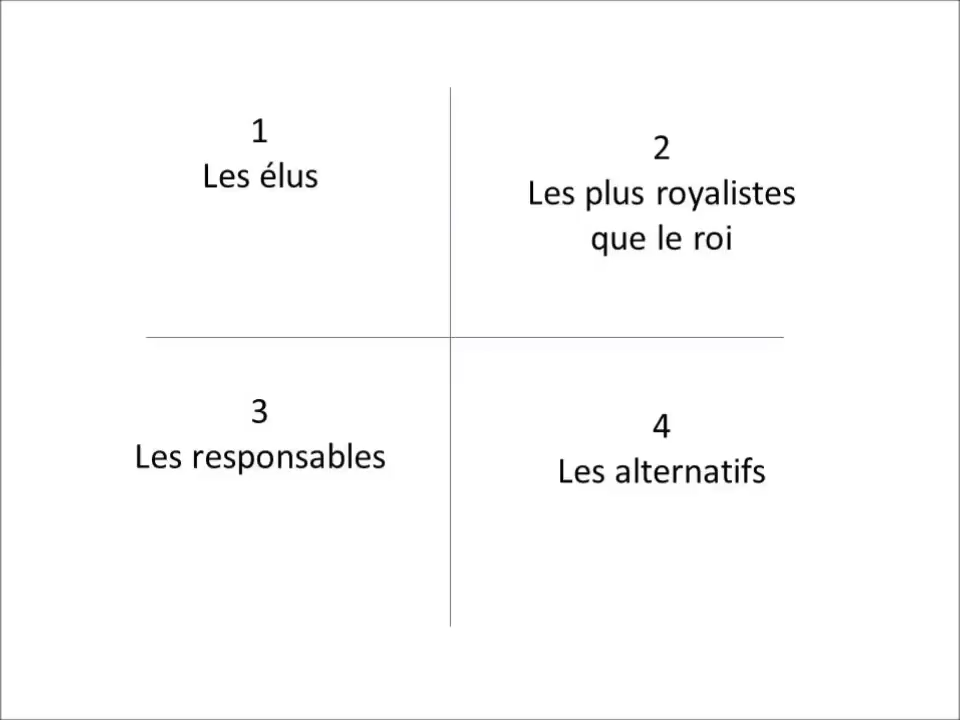 1
Les élus
2
Les plus royalistes
que le roi
3
Les responsables
4
Les alternatifs